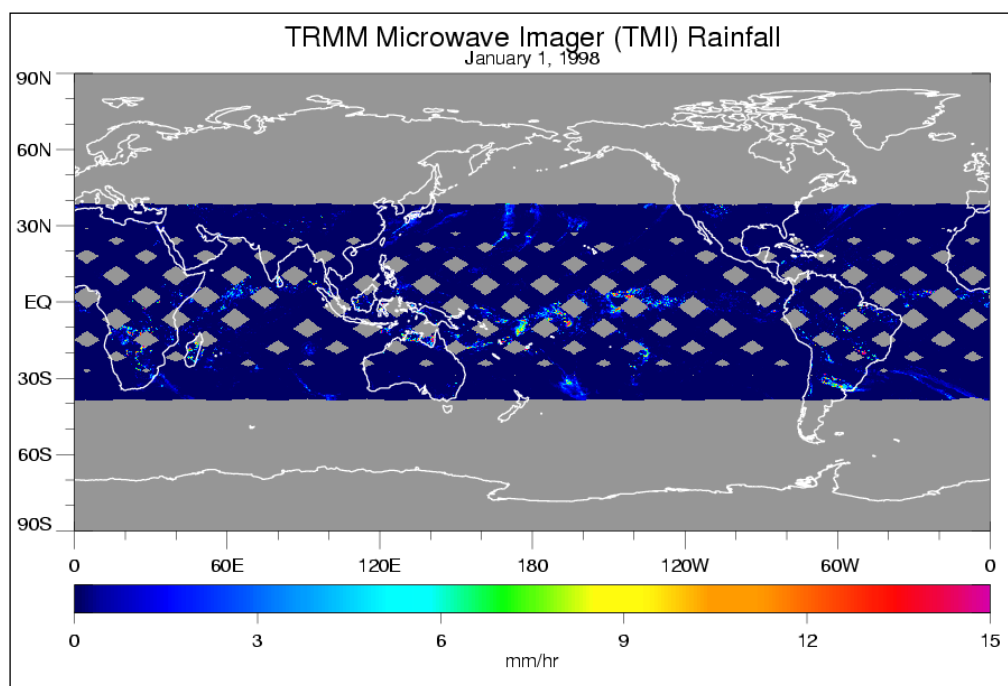 TRMM Microwave Imager (TMI) Rainfall
January 1, 1998
90N
60N
30N
EQ
30S
60S
90S
0 60E 120E 180 120W 60W 0
0 3 6 9 12 15
mm/hr